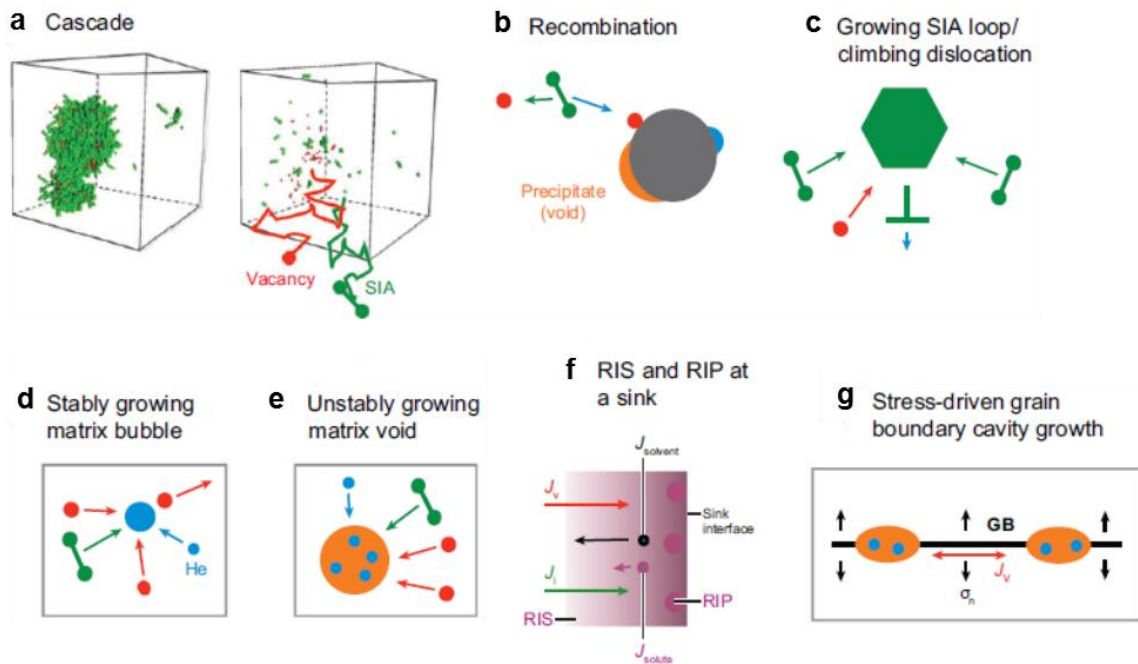 a Cascade
Vacancy
SIA
b Recombination
Precipitate
(void)
c Growing SIA loop/
climbing dislocation
d Stably growing
matrix bubble
He
e Unstably growing
matrix void
f RIS and RIP at
a sink
J solvent
Jv
Sink
interface
Ji
RIS
RIP
J solute
g Stress-driven grain
boundary cavity growth
GB
Jv
σn